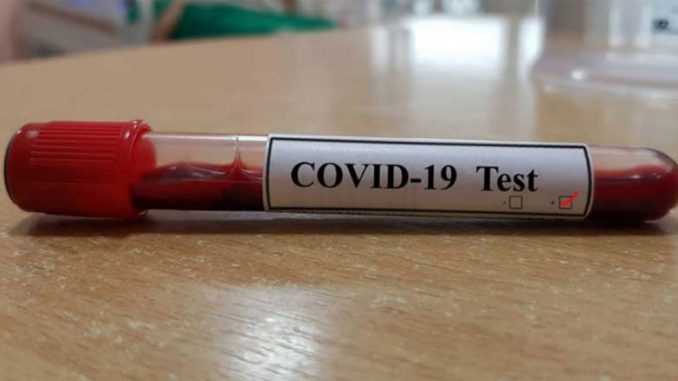 COVID-19 Test
- ☐ + ☑